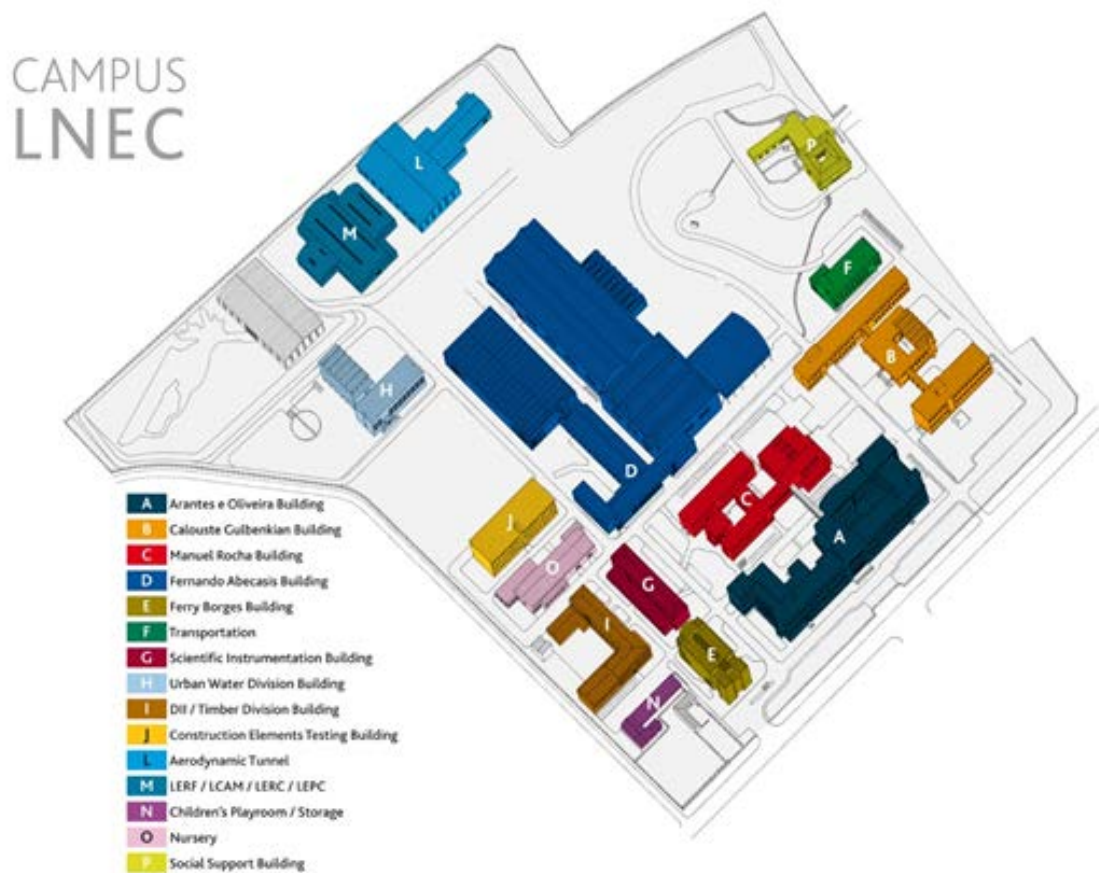 CAMPUS
LNEC
L
P
M
F
B
H
D
C
A
J
O
G
I
E
N
A Arantes e Oliveira Building
B Calouste Gulbenkian Building
C Manuel Rocha Building
D Fernando Abecasis Building
E Ferry Borges Building
F Transportation
G Scientific Instrumentation Building
H Urban Water Division Building
I DII / Timber Division Building
J Construction Elements Testing Building
L Aerodynamic Tunnel
M LERF / LCAM / LERC / LEPC
N Children's Playroom / Storage
O Nursery
P Social Support Building